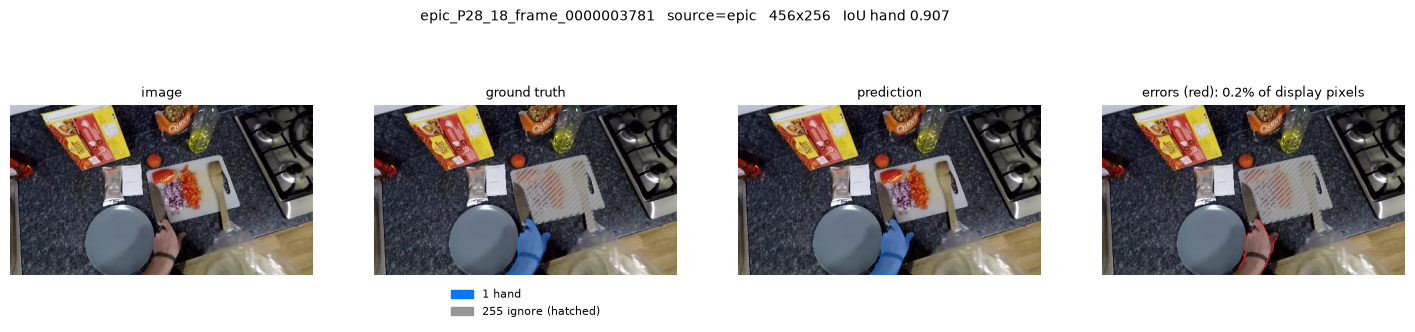 epic_P28_18_frame_0000003781 source=epic 456x256 IoU hand 0.907
image
ground truth
prediction
errors (red): 0.2% of display pixels
1 hand
255 ignore (hatched)